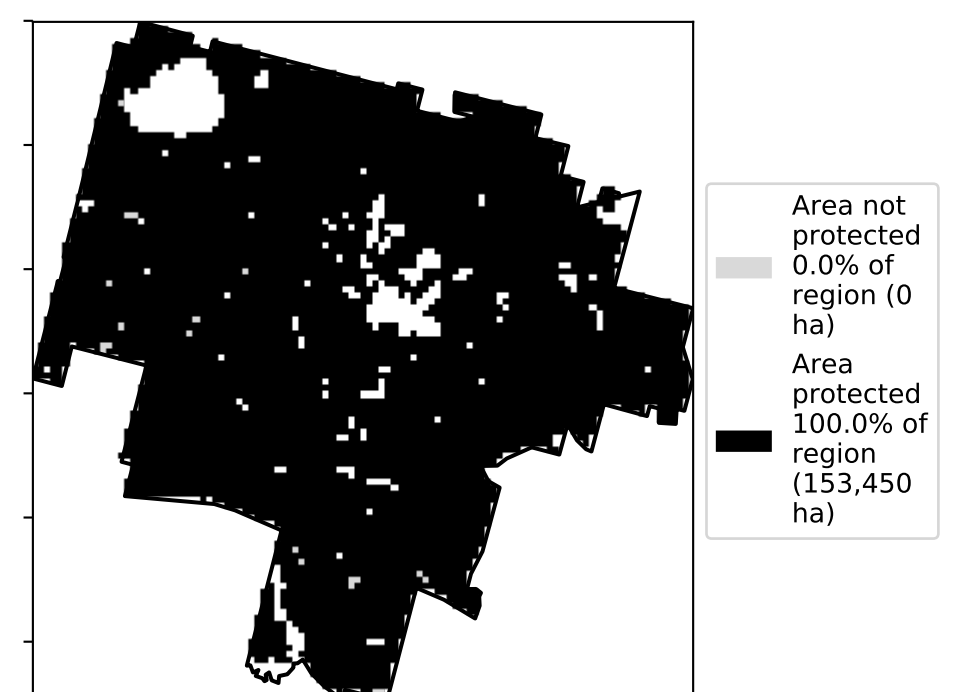 Area not
protected
0.0% of
region (0
ha)
Area
protected
100.0% of
region
(153,450
ha)